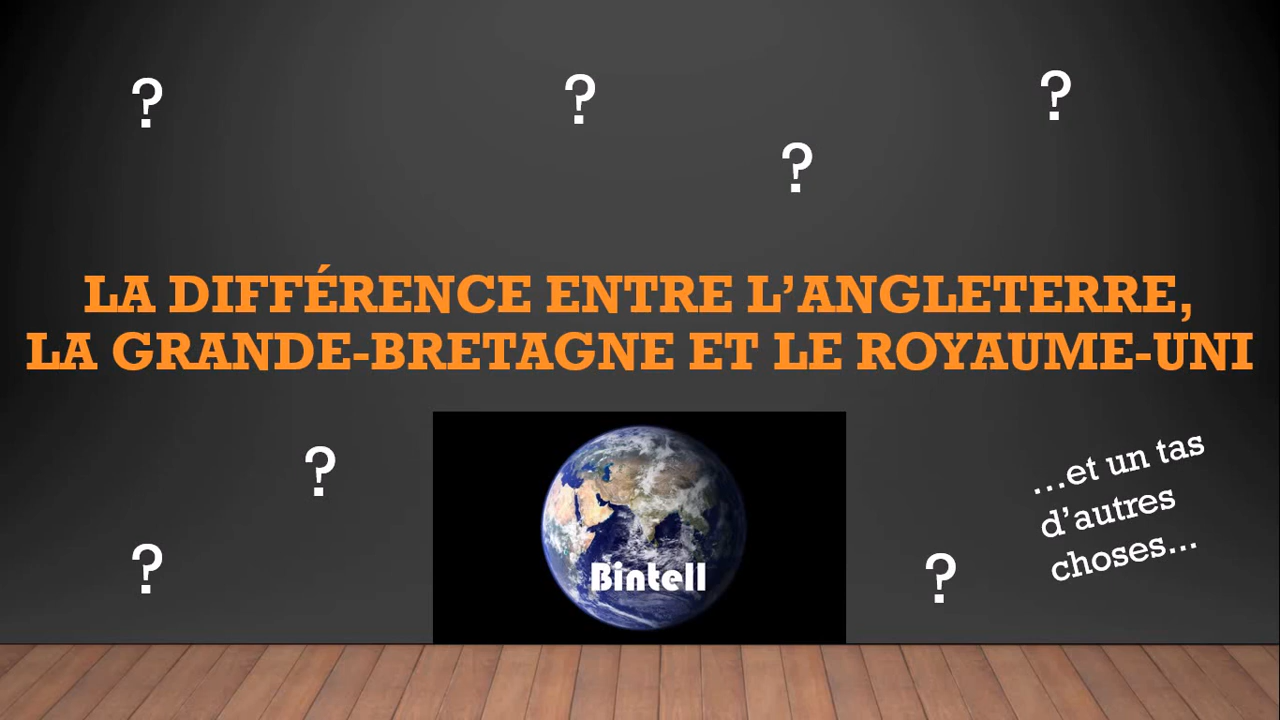 ?
?
?
?
LA DIFFÉRENCE ENTRE L’ANGLETERRE,
LA GRANDE-BRETAGNE ET LE ROYAUME-UNI
?
...et un tas
d’autres
choses...
Bintell
?
?